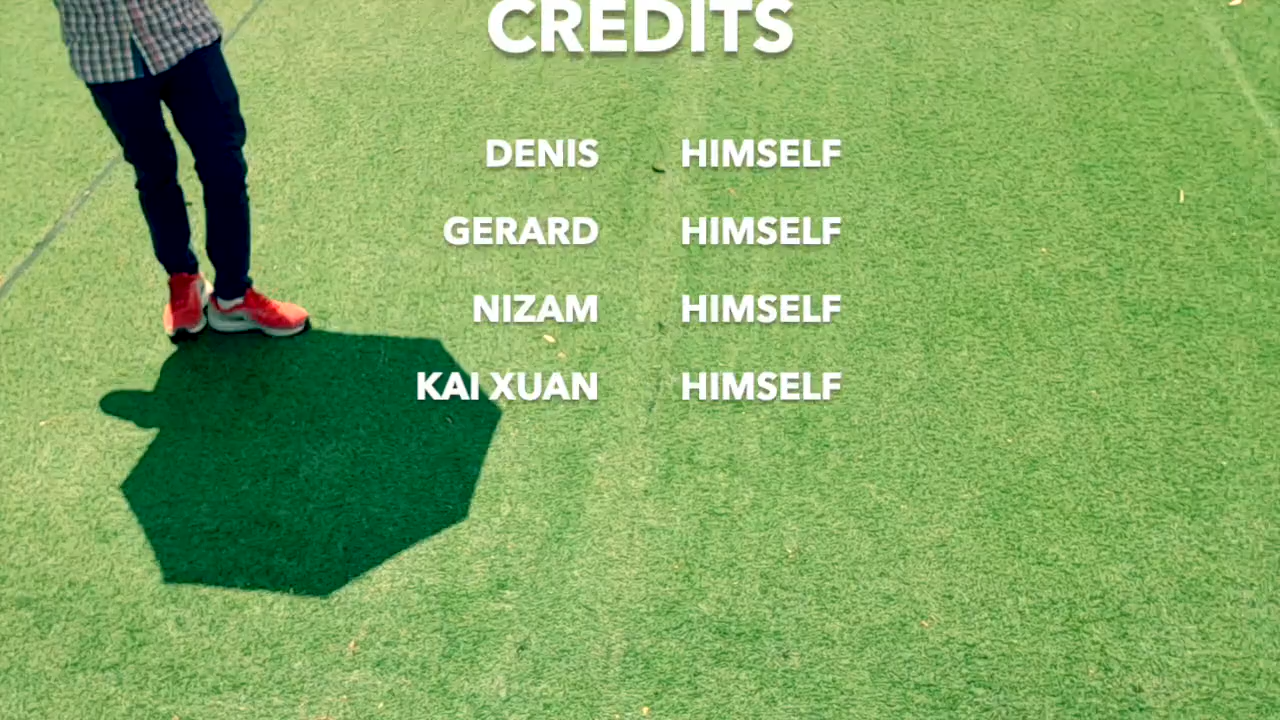 CREDITS
DENIS HIMSELF
GERARD HIMSELF
NIZAM HIMSELF
KAI XUAN HIMSELF